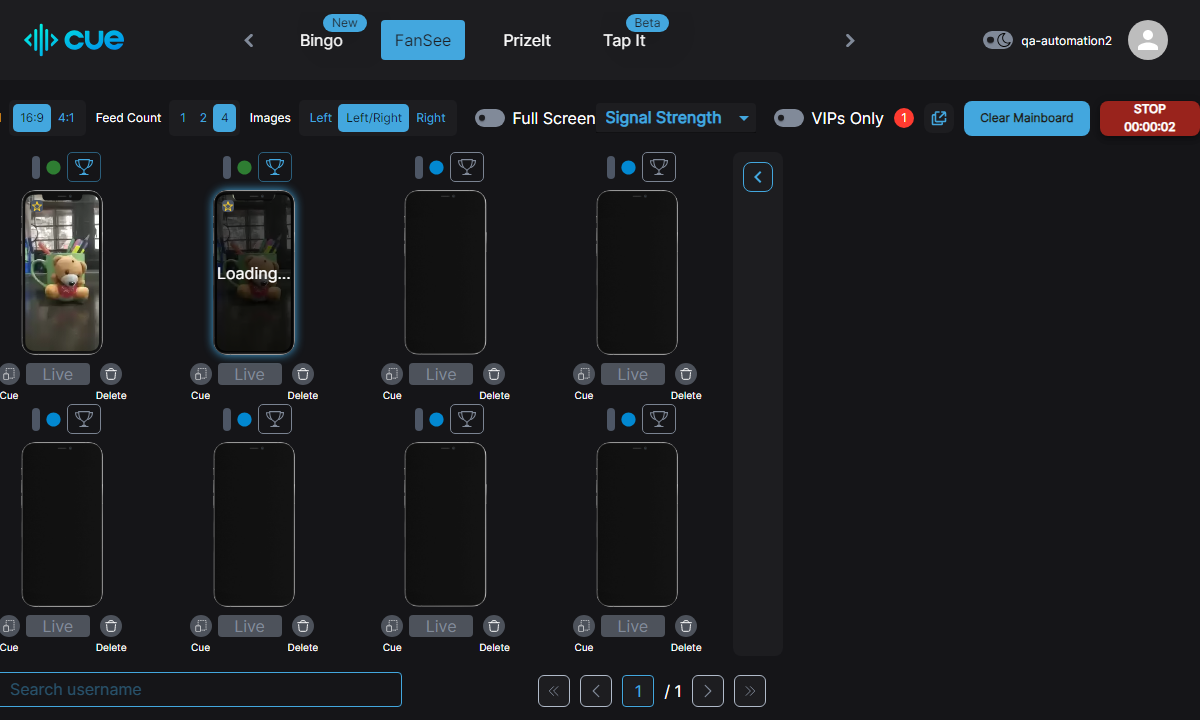 cue
New
Bingo
FanSee
PrizeIt
Beta
Tap It
qa-automation2
16:9
4:1
Feed Count
1
2
4
Images
Left
Left/Right
Right
Full Screen
Signal Strength
VIPs Only
1
Clear Mainboard
STOP
00:00:02
Loading...
Live
Live
Live
Live
Cue
Delete
Cue
Delete
Cue
Delete
Cue
Delete
Live
Live
Live
Live
Cue
Delete
Cue
Delete
Cue
Delete
Cue
Delete
Search username
1
/ 1